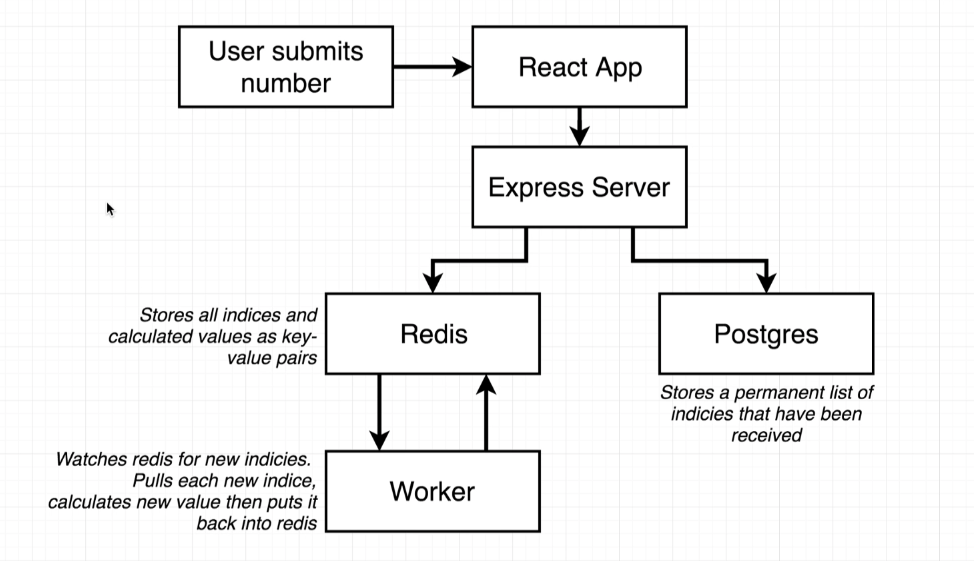 User submits
number
React App
Express Server
Stores all indices and
calculated values as key-
value pairs
Redis
Postgres
Stores a permanent list of
indicies that have been
received
Watches redis for new indicies.
Pulls each new indice,
calculates new value then puts it
back into redis
Worker